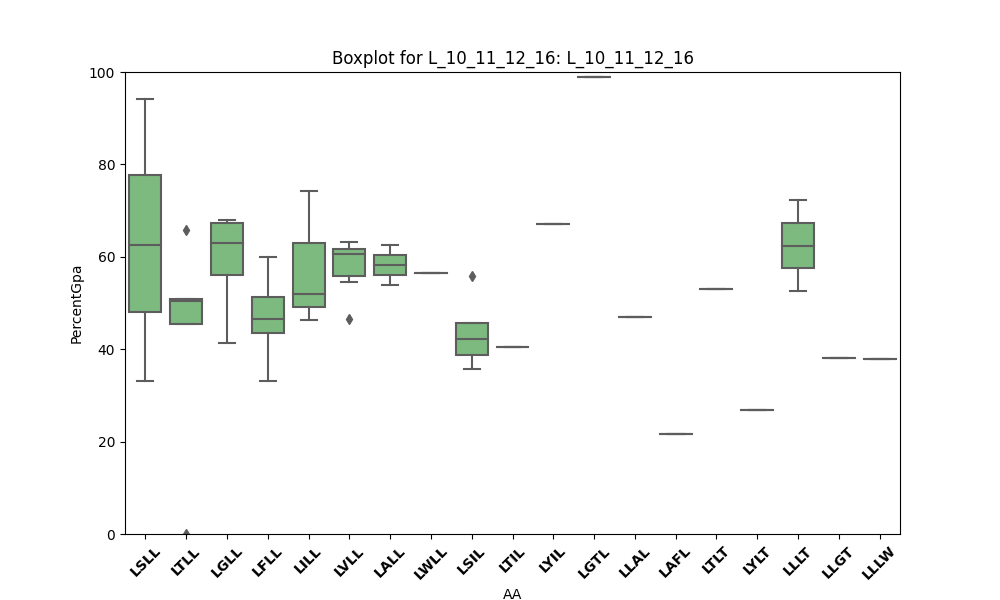 Boxplot for L_10_11_12_16: L_10_11_12_16
PercentGpa
100
80
60
40
20
0
LSLL LTLL LGLL LFLL LILL LVLL LALL LWLL LSIL LTIL LYIL LGTL LLAL LAFL LTLT LYLT LLLT LLGT LLLW
AA